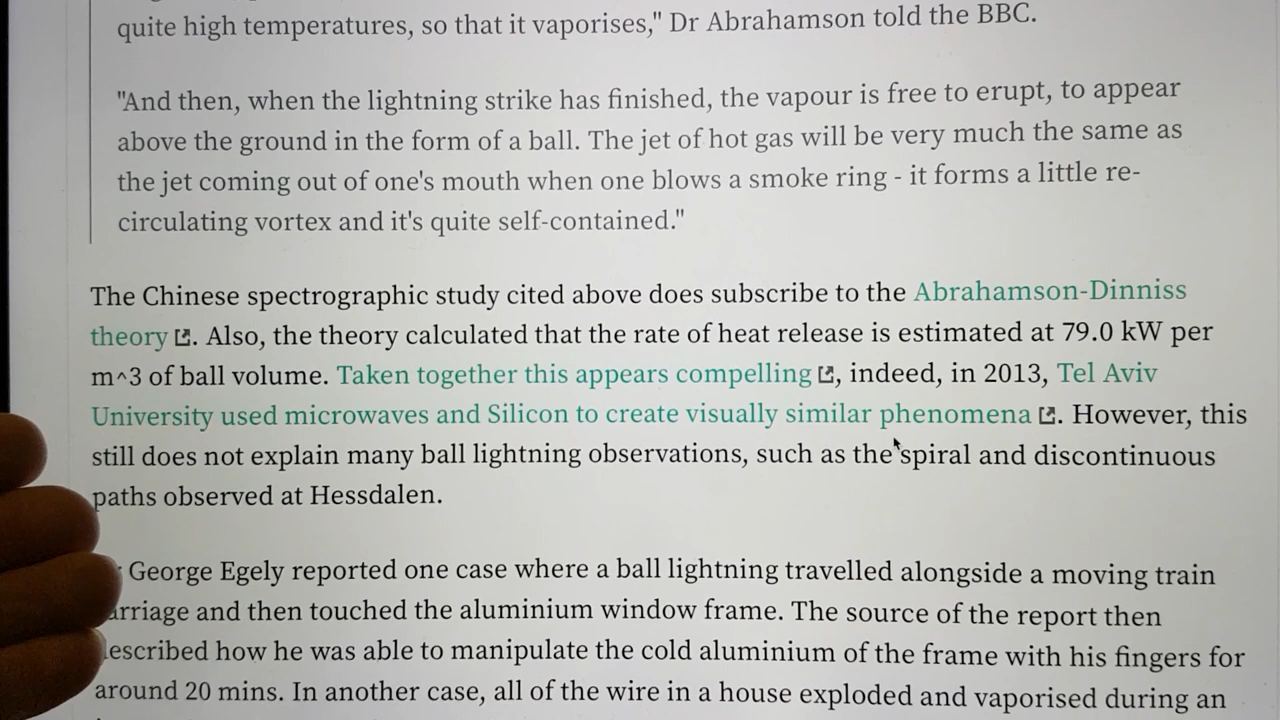 quite high temperatures, so that it vaporises," Dr Abrahamson told the BBC.
"And then, when the lightning strike has finished, the vapour is free to erupt, to appear
above the ground in the form of a ball. The jet of hot gas will be very much the same as
the jet coming out of one's mouth when one blows a smoke ring - it forms a little re-
circulating vortex and it's quite self-contained."
The Chinese spectrographic study cited above does subscribe to the Abrahamson-Dinniss
theory. Also, the theory calculated that the rate of heat release is estimated at 79.0 kW per
m^3 of ball volume. Taken together this appears compelling, indeed, in 2013, Tel Aviv
University used microwaves and Silicon to create visually similar phenomena. However, this
still does not explain many ball lightning observations, such as the spiral and discontinuous
paths observed at Hessdalen.
George Egely reported one case where a ball lightning travelled alongside a moving train
and then touched the aluminium window frame. The source of the report then
how he was able to manipulate the cold aluminium of the frame with his fingers for
around 20 mins. In another case, all of the wire in a house exploded and vaporised during an